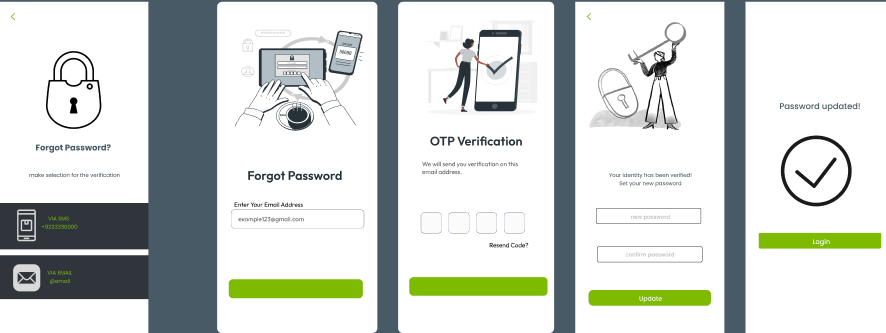 Forgot Password?
make selection for the verification
VIA SMS
+9233330000
VIA EMAIL
@email
Forgot Password
Enter Your Email Address
example123@gmail.com
OTP Verification
We will send you verification on this
email address.
Resend Code?
Your identity has been verified!
Set your new password
new password
confirm password
Update
Password updated!
Login